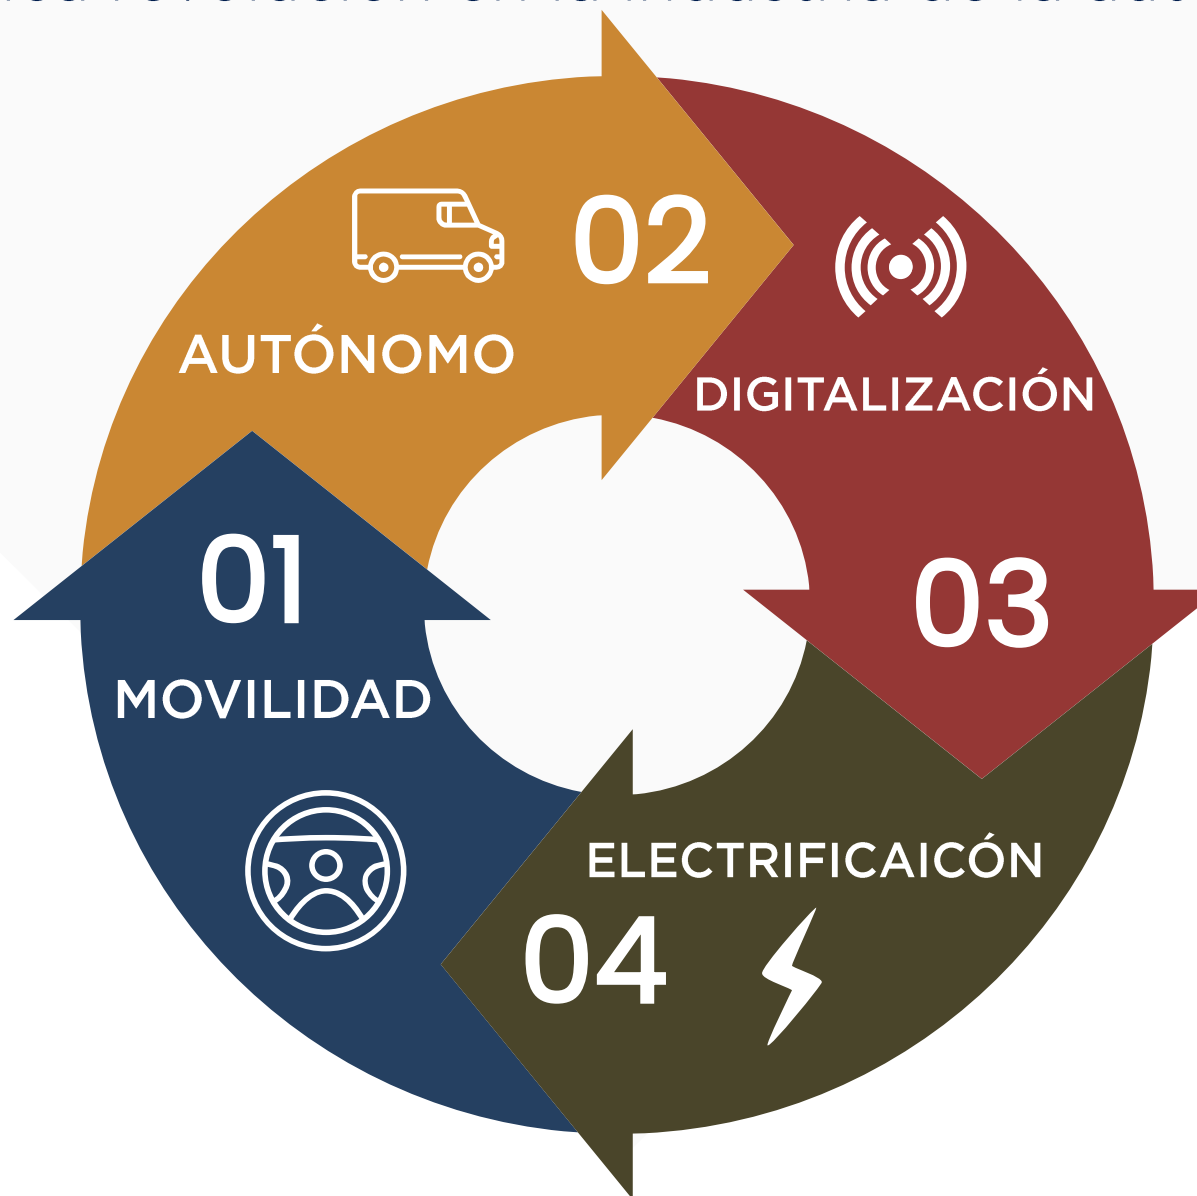 02
AUTÓNOMO
DIGITALIZACIÓN
01
03
MOVILIDAD
ELECTRIFICAICÓN
04